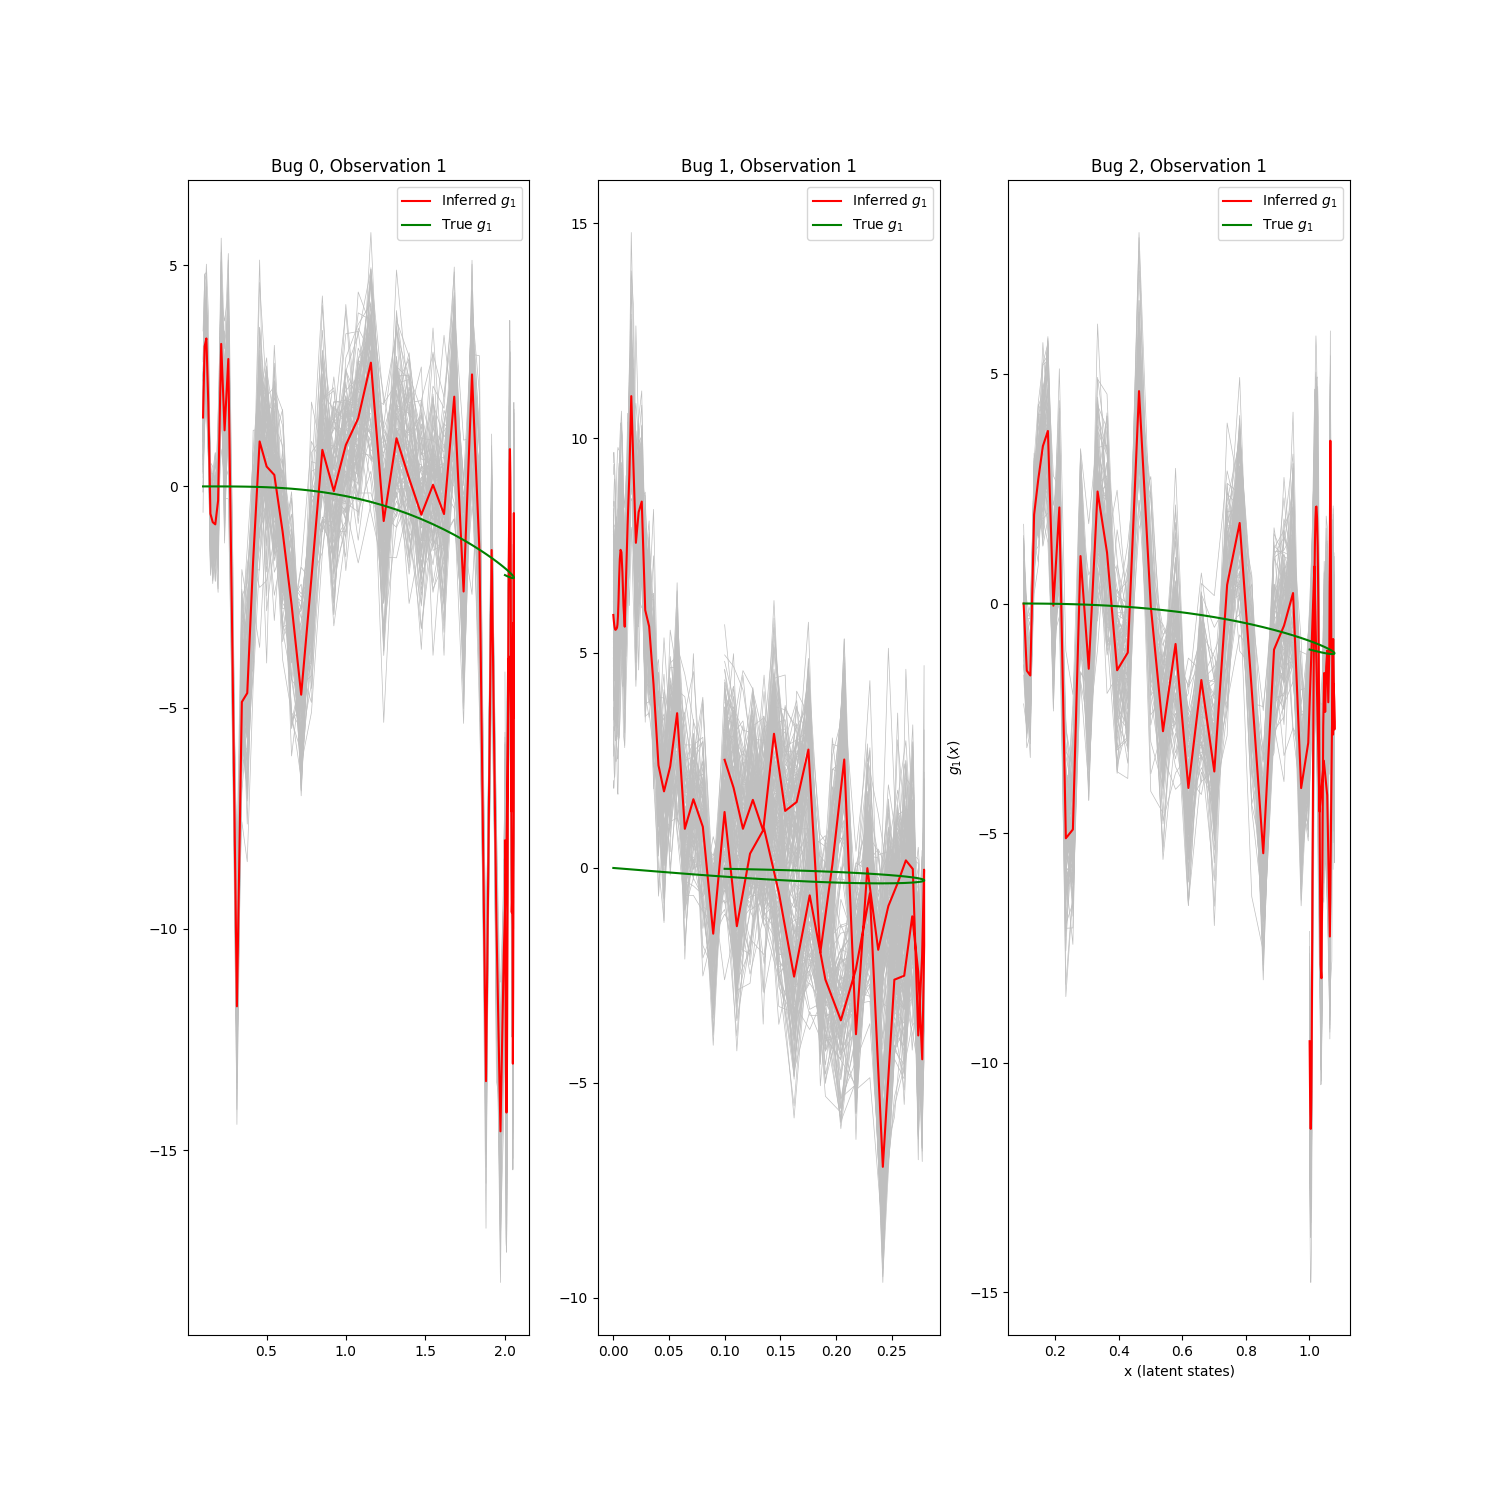 Bug 0, Observation 1
Inferred g₁
True g₁
5
0
−5
−10
−15
0.5 1.0 1.5 2.0
Bug 1, Observation 1
Inferred g₁
True g₁
15
10
5
0
−5
−10
0.00 0.05 0.10 0.15 0.20 0.25
Bug 2, Observation 1
Inferred g₁
True g₁
g₁(x)
5
0
−5
−10
−15
0.2 0.4 0.6 0.8 1.0
x (latent states)